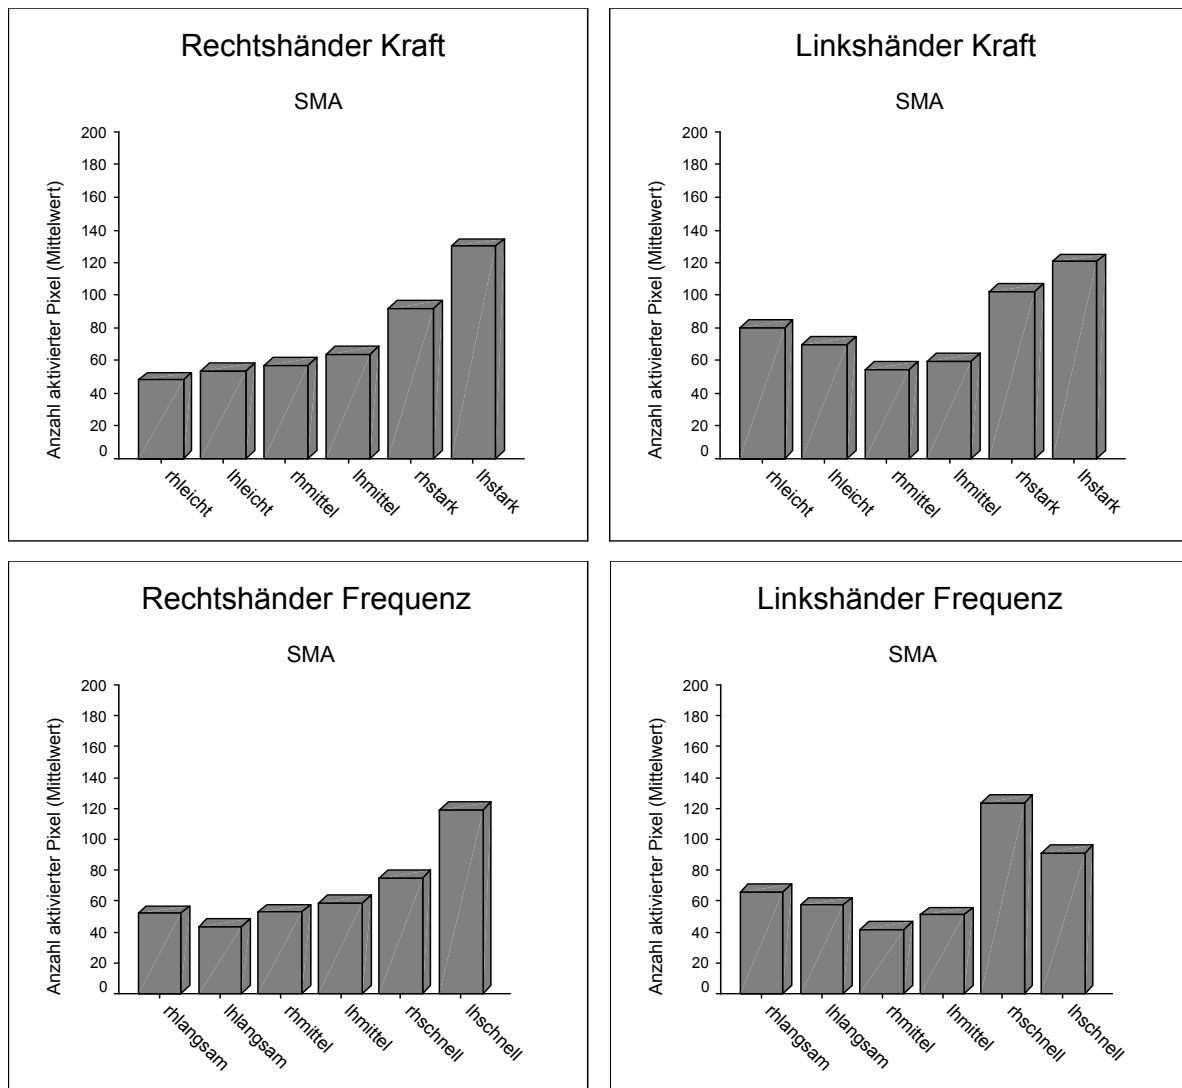 Rechtshänder Kraft
SMA
Anzahl aktivierter Pixel (Mittelwert)
200
180
160
140
120
100
80
60
40
20
0
rhleicht
lhleicht
rhmittel
lhmittel
rhstark
lhstark
Linkshänder Kraft
SMA
Anzahl aktivierter Pixel (Mittelwert)
200
180
160
140
120
100
80
60
40
20
0
rhleicht
lhleicht
rhmittel
lhmittel
rhstark
lhstark
Rechtshänder Frequenz
SMA
Anzahl aktivierter Pixel (Mittelwert)
200
180
160
140
120
100
80
60
40
20
0
rhlangsam
lhlangsam
rhmittel
lhmittel
rhschnell
lhschnell
Linkshänder Frequenz
SMA
Anzahl aktivierter Pixel (Mittelwert)
200
180
160
140
120
100
80
60
40
20
0
rhlangsam
lhlangsam
rhmittel
lhmittel
rhschnell
lhschnell